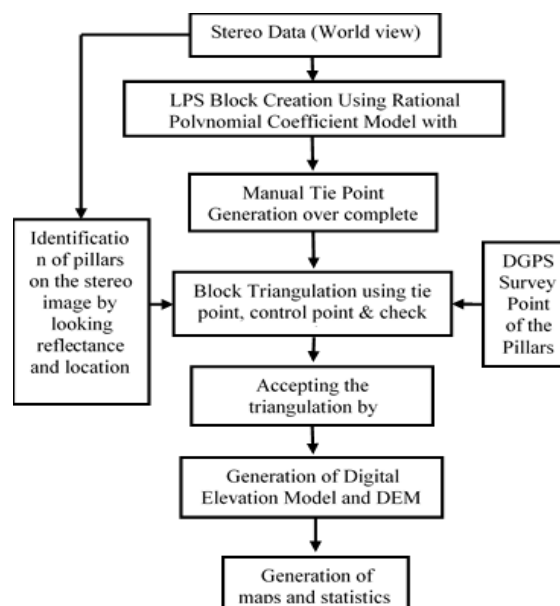 Stereo Data (World view)
LPS Block Creation Using Rational
Polvnomial Coefficient Model with
Manual Tie Point
Generation over complete
Identificatio
n of pillars
on the stereo
image by
looking
reflectance
and location
Block Triangulation using tie
point, control point & check
DGPS
Survey
Point
of the
Pillars
Accepting the
triangulation by
Generation of Digital
Elevation Model and DEM
Generation of
maps and statistics